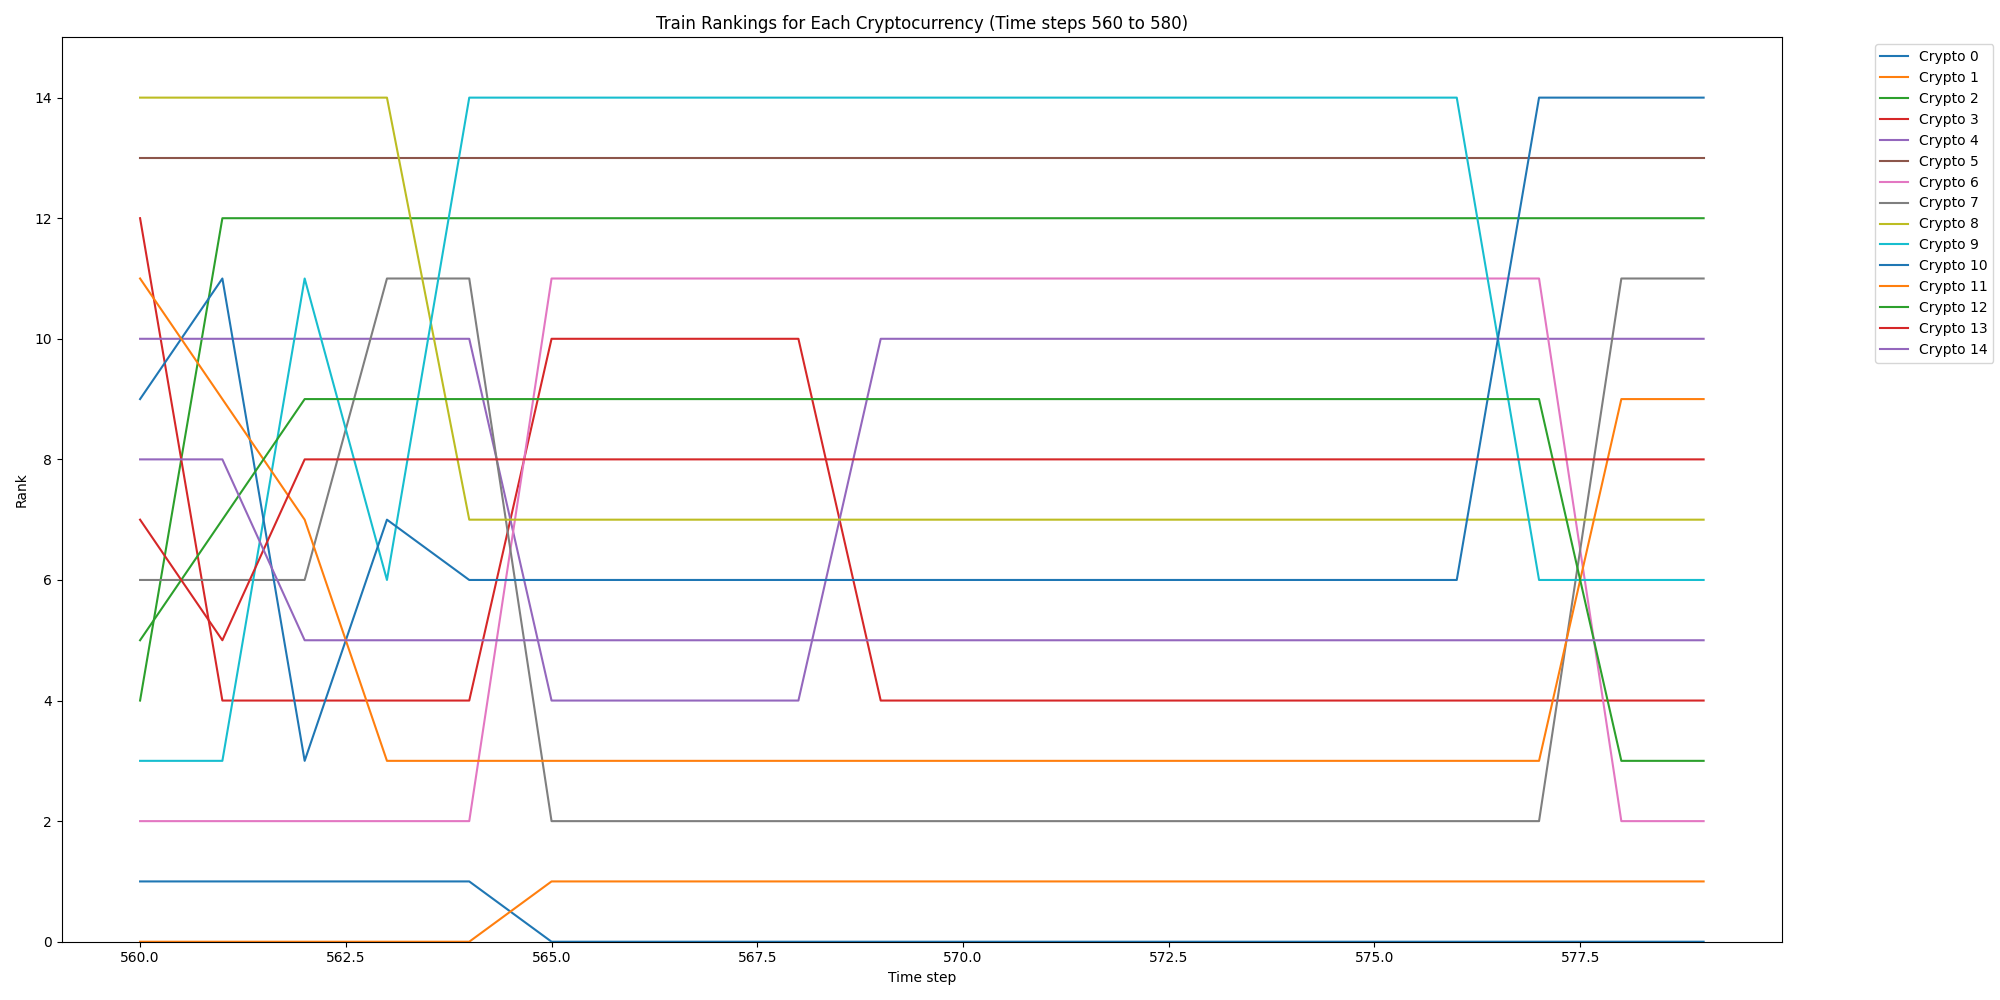 Train Rankings for Each Cryptocurrency (Time steps 560 to 580)
Rank
14
12
10
8
6
4
2
0
560.0 562.5 565.0 567.5 570.0 572.5 575.0 577.5
Time step
Crypto 0
Crypto 1
Crypto 2
Crypto 3
Crypto 4
Crypto 5
Crypto 6
Crypto 7
Crypto 8
Crypto 9
Crypto 10
Crypto 11
Crypto 12
Crypto 13
Crypto 14